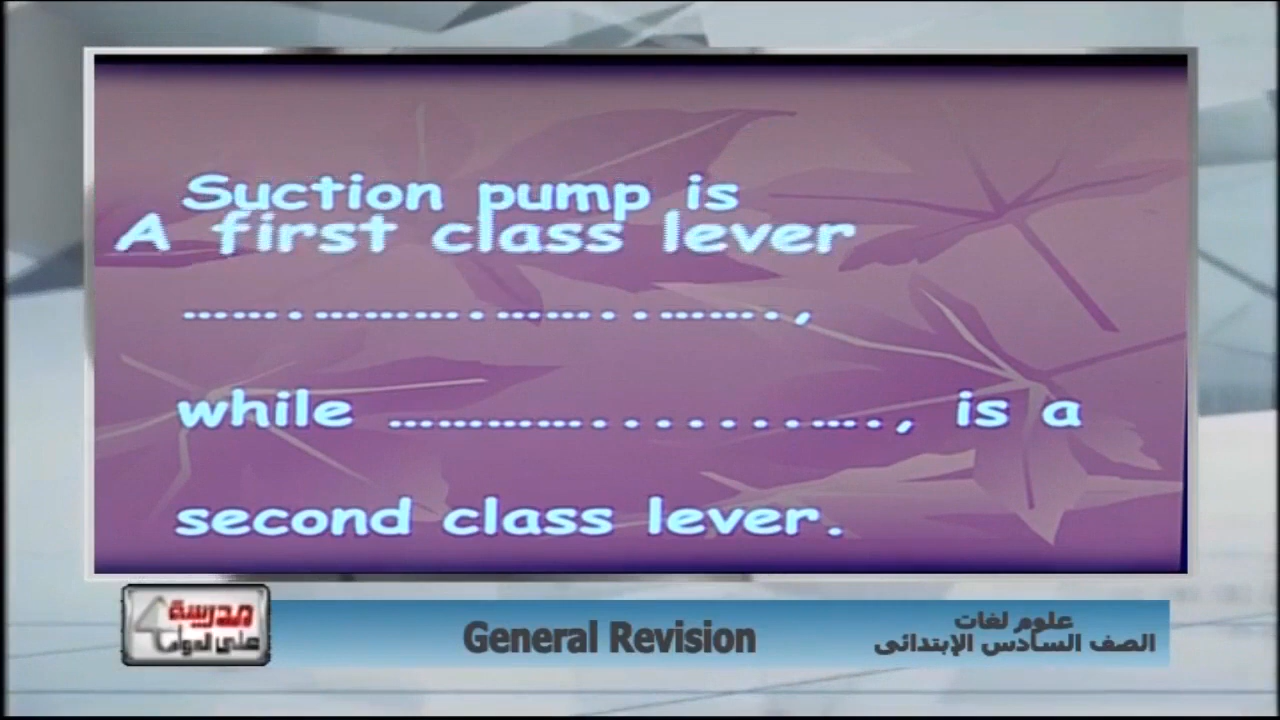 Suction pump is
A first class lever
…….………….………..……….,
while ………………........….., is a
second class lever.
مدرسة
على الهوا
General Revision
علوم لغات
الصف السادس الإبتدائى